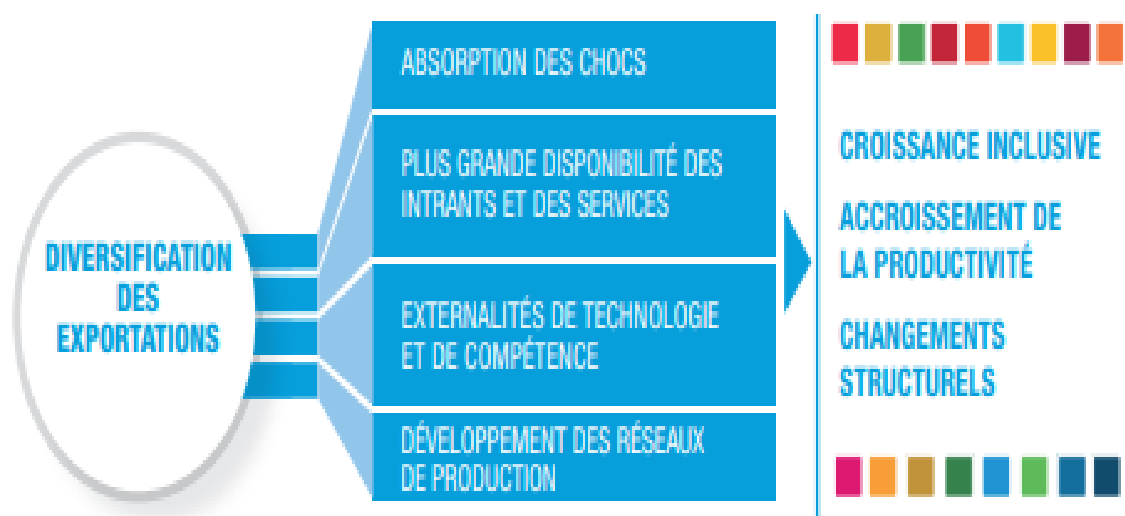 DIVERSIFICATION
DES
EXPORTATIONS
ABSORPTION DES CHOCS
PLUS GRANDE DISPONIBILITÉ DES
INTRANTS ET DES SERVICES
EXTERNALITÉS DE TECHNOLOGIE
ET DE COMPÉTENCE
DÉVELOPPEMENT DES RÉSEAUX
DE PRODUCTION
CROISSANCE INCLUSIVE
ACCROISSEMENT DE
LA PRODUCTIVITÉ
CHANGEMENTS
STRUCTURELS